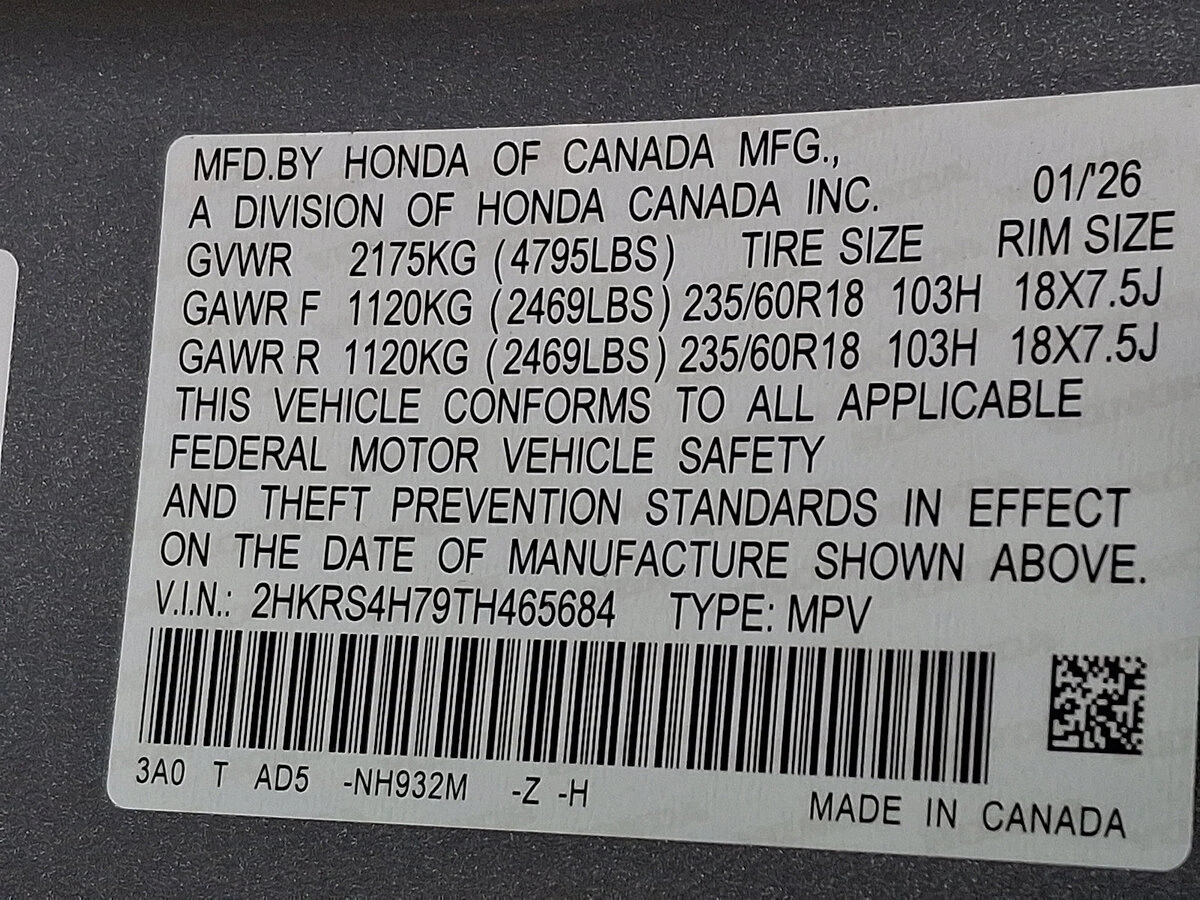 MFD.BY HONDA OF CANADA MFG.,
A DIVISION OF HONDA CANADA INC. 01/'26
GVWR 2175KG (4795LBS) TIRE SIZE RIM SIZE
GAWR F 1120KG (2469LBS) 235/60R18 103H 18X7.5J
GAWR R 1120KG (2469LBS) 235/60R18 103H 18X7.5J
THIS VEHICLE CONFORMS TO ALL APPLICABLE
FEDERAL MOTOR VEHICLE SAFETY
AND THEFT PREVENTION STANDARDS IN EFFECT
ON THE DATE OF MANUFACTURE SHOWN ABOVE.
V.I.N.: 2HKRS4H79TH465684 TYPE: MPV
3A0 T AD5 -NH932M -Z -H
MADE IN CANADA